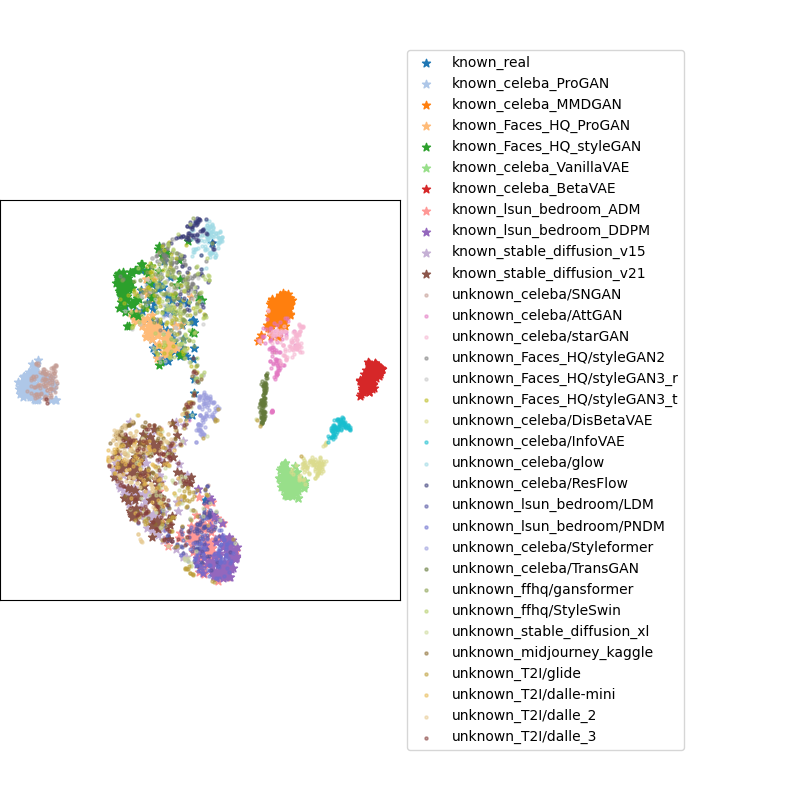 known_real
known_celeba_ProGAN
known_celeba_MMDGAN
known_Faces_HQ_ProGAN
known_Faces_HQ_styleGAN
known_celeba_VanillaVAE
known_celeba_BetaVAE
known_lsun_bedroom_ADM
known_lsun_bedroom_DDPM
known_stable_diffusion_v15
known_stable_diffusion_v21
unknown_celeba/SNGAN
unknown_celeba/AttGAN
unknown_celeba/starGAN
unknown_Faces_HQ/styleGAN2
unknown_Faces_HQ/styleGAN3_r
unknown_Faces_HQ/styleGAN3_t
unknown_celeba/DisBetaVAE
unknown_celeba/InfoVAE
unknown_celeba/glow
unknown_celeba/ResFlow
unknown_lsun_bedroom/LDM
unknown_lsun_bedroom/PNDM
unknown_celeba/Styleformer
unknown_celeba/TransGAN
unknown_ffhq/gansformer
unknown_ffhq/StyleSwin
unknown_stable_diffusion_xl
unknown_midjourney_kaggle
unknown_T2I/glide
unknown_T2I/dalle-mini
unknown_T2I/dalle_2
unknown_T2I/dalle_3